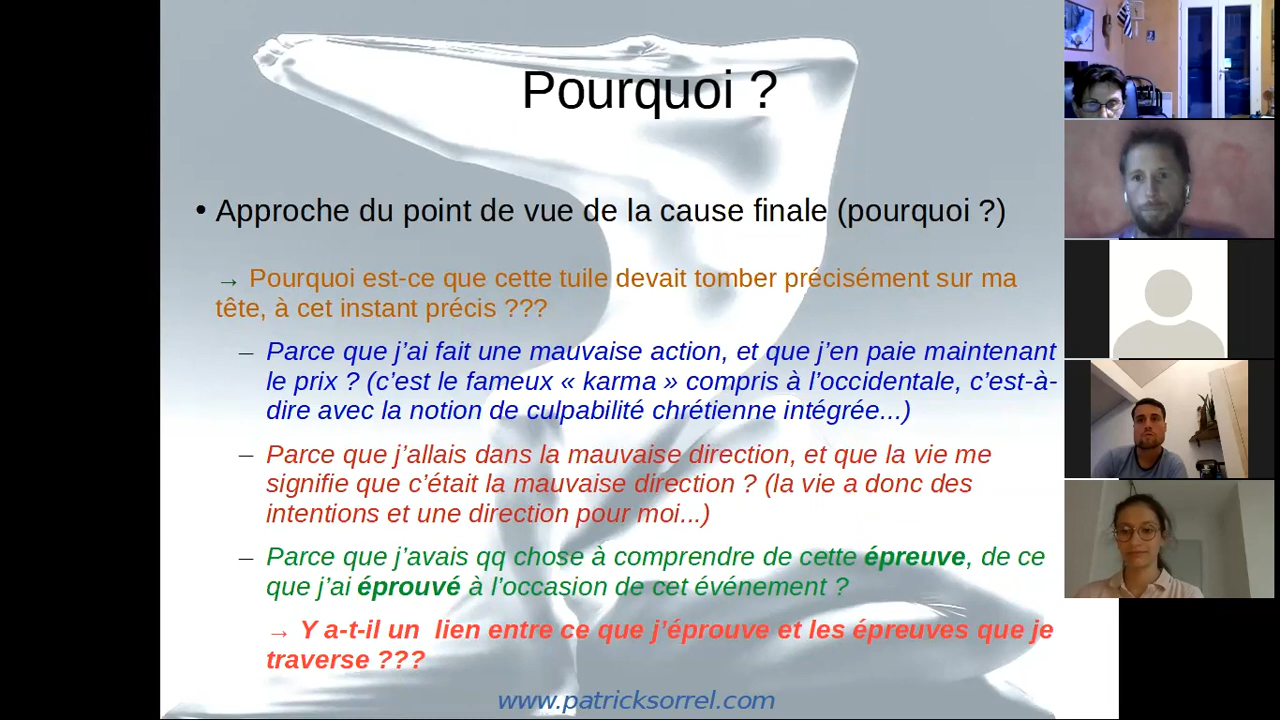 Pourquoi ?
• Approche du point de vue de la cause finale (pourquoi ?)
→ Pourquoi est-ce que cette tuile devait tomber précisément sur ma
tête, à cet instant précis ???
– Parce que j’ai fait une mauvaise action, et que j’en paie maintenant
le prix ? (c’est le fameux « karma » compris à l’occidentale, c’est-à-
dire avec la notion de culpabilité chrétienne intégrée...)
– Parce que j’allais dans la mauvaise direction, et que la vie me
signifie que c’était la mauvaise direction ? (la vie a donc des
intentions et une direction pour moi...)
– Parce que j’avais qq chose à comprendre de cette épreuve, de ce
que j’ai éprouvé à l’occasion de cet événement ?
→ Y a-t-il un  lien entre ce que j’éprouve et les épreuves que je
traverse ???
www.patricksorrel.com